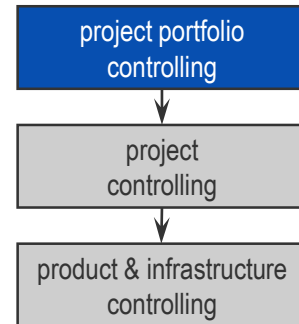 project portfolio
controlling
project
controlling
product & infrastructure
controlling